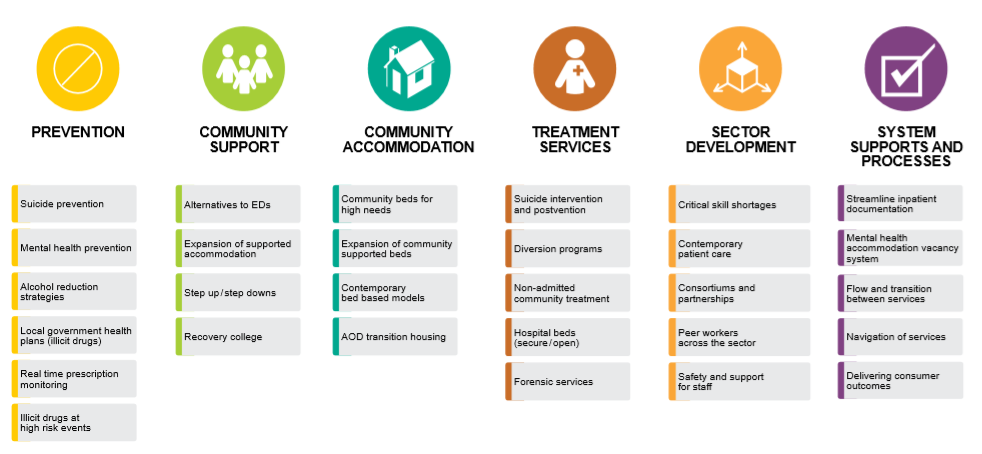 PREVENTION
Suicide prevention
Mental health prevention
Alcohol reduction
strategies
Local government health
plans (illicit drugs)
Real time prescription
monitoring
Illicit drugs at
high risk events
COMMUNITY
SUPPORT
Alternatives to EDs
Expansion of supported
accommodation
Step up/step downs
Recovery college
COMMUNITY
ACCOMMODATION
Community beds for
high needs
Expansion of community
supported beds
Contemporary
bed based models
AOD transition housing
TREATMENT
SERVICES
Suicide intervention
and postvention
Diversion programs
Non-admitted
community treatment
Hospital beds
(secure/open)
Forensic services
SECTOR
DEVELOPMENT
Critical skill shortages
Contemporary
patient care
Consortiums and
partnerships
Peer workers
across the sector
Safety and support
for staff
SYSTEM
SUPPORTS AND
PROCESSES
Streamline inpatient
documentation
Mental health
accommodation vacancy
system
Flow and transition
between services
Navigation of services
Delivering consumer
outcomes